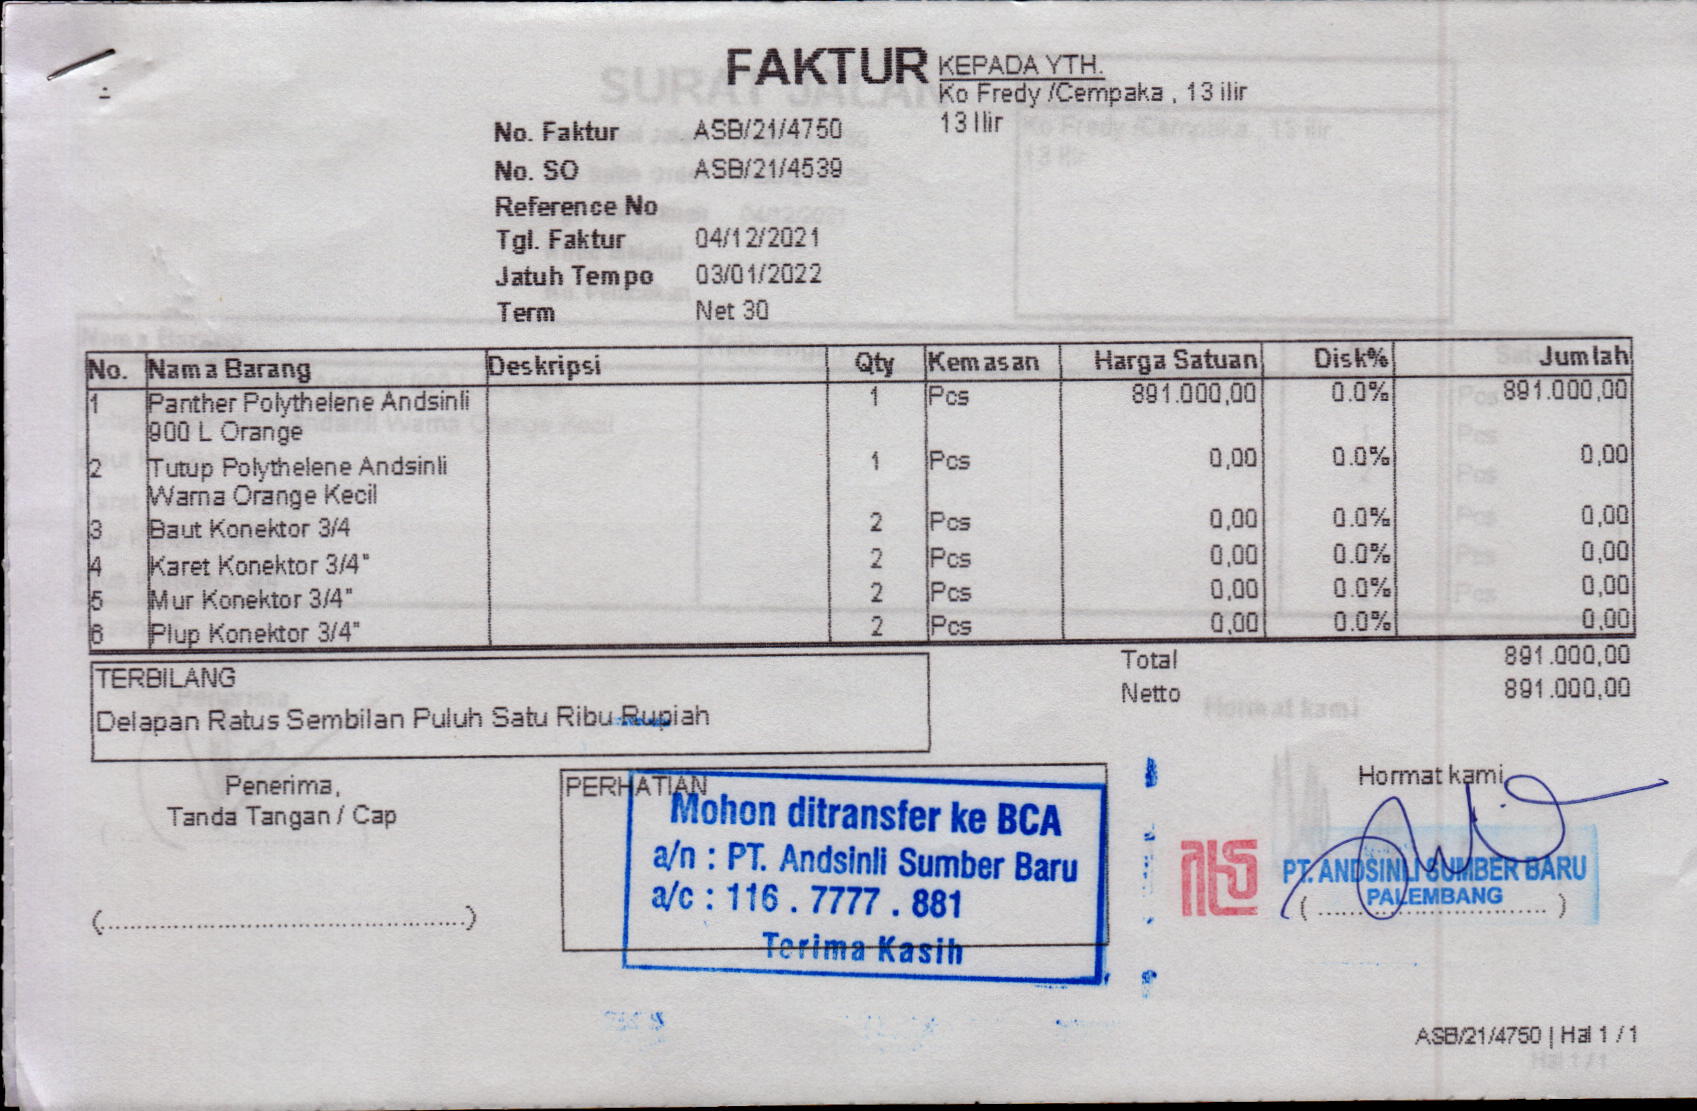 FAKTUR
KEPADA YTH.
Ko Fredy /Cempaka , 13 ilir
13 Ilir
No. Faktur ASB/21/4750
No. SO ASB/21/4539
Reference No
Tgl. Faktur 04/12/2021
Jatuh Tempo 03/01/2022
Term Net 30
No. Nama Barang Deskripsi Qty Kemasan Harga Satuan Disk% Jumlah
1 Panther Polythelene Andsinli 1 Pcs 891.000,00 0.0% 891.000,00
900 L Orange
2 Tutup Polythelene Andsinli 1 Pcs 0,00 0.0% 0,00
Warna Orange Kecil
3 Baut Konektor 3/4 2 Pcs 0,00 0.0% 0,00
4 Karet Konektor 3/4" 2 Pcs 0,00 0.0% 0,00
5 Mur Konektor 3/4" 2 Pcs 0,00 0.0% 0,00
6 Plup Konektor 3/4" 2 Pcs 0,00 0.0% 0,00
Total 891.000,00
Netto 891.000,00
TERBILANG
Delapan Ratus Sembilan Puluh Satu Ribu Rupiah
Penerima,
Tanda Tangan / Cap
(................................................)
PERHATIAN
Mohon ditransfer ke BCA
a/n : PT. Andsinli Sumber Baru
a/c : 116 . 7777 . 881
Terima Kasih
Hormat kami,
PT. ANDSINLI SUMBER BARU
PALEMBANG
( .............................. )
ASB/21/4750 | Hal 1 / 1